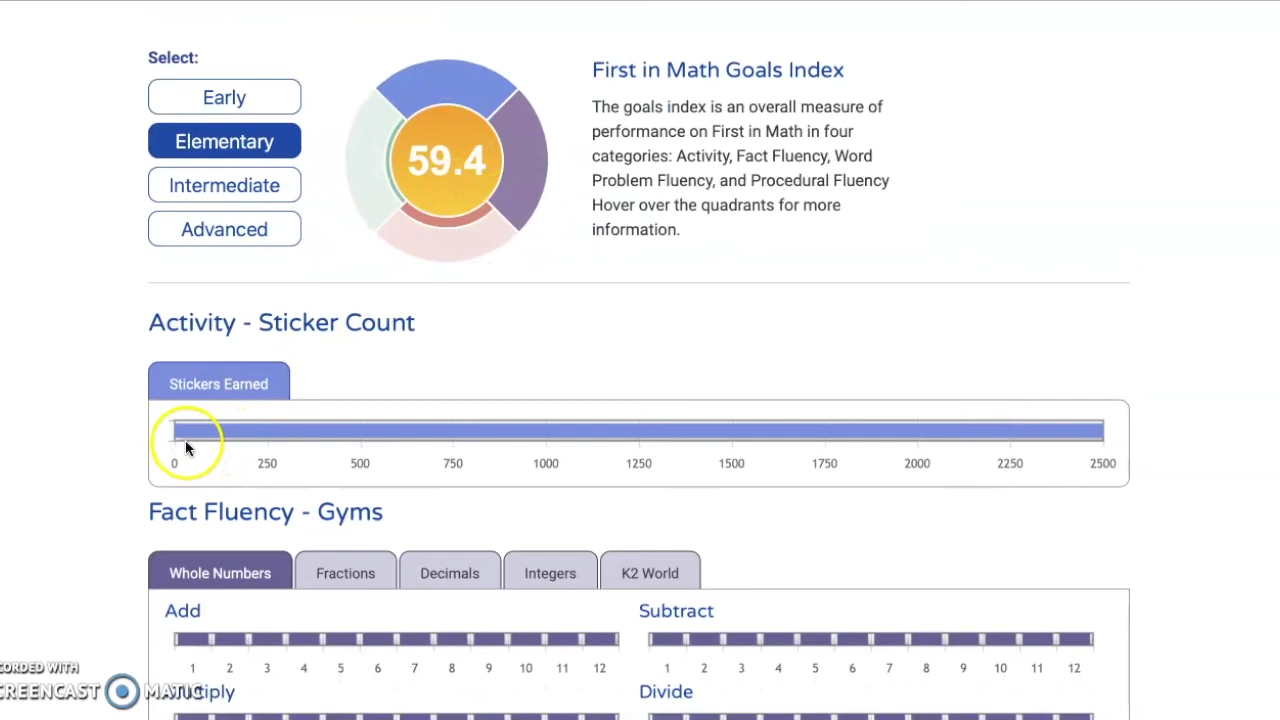 Select:
Early
Elementary
Intermediate
Advanced
59.4
First in Math Goals Index
The goals index is an overall measure of
performance on First in Math in four
categories: Activity, Fact Fluency, Word
Problem Fluency, and Procedural Fluency
Hover over the quadrants for more
information.
Activity - Sticker Count
Stickers Earned
0 250 500 750 1000 1250 1500 1750 2000 2250 2500
Fact Fluency - Gyms
Whole Numbers Fractions Decimals Integers K2 World
Add Subtract
1 2 3 4 5 6 7 8 9 10 11 12 1 2 3 4 5 6 7 8 9 10 11 12
Divide
CORDED WITH
CREENCAST MATIC